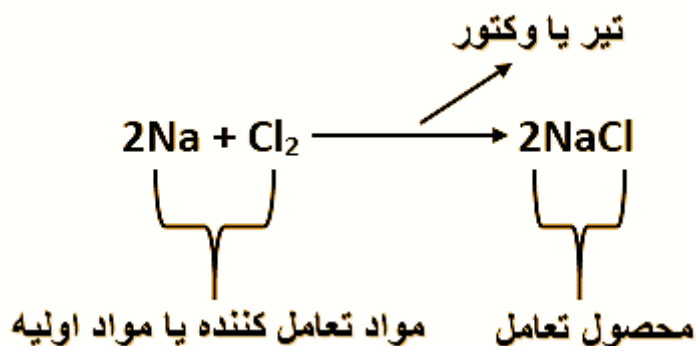 تیر یا وکتور
2Na + Cl₂ → 2NaCl
مواد تعامل کننده یا مواد اولیه
محصول تعامل